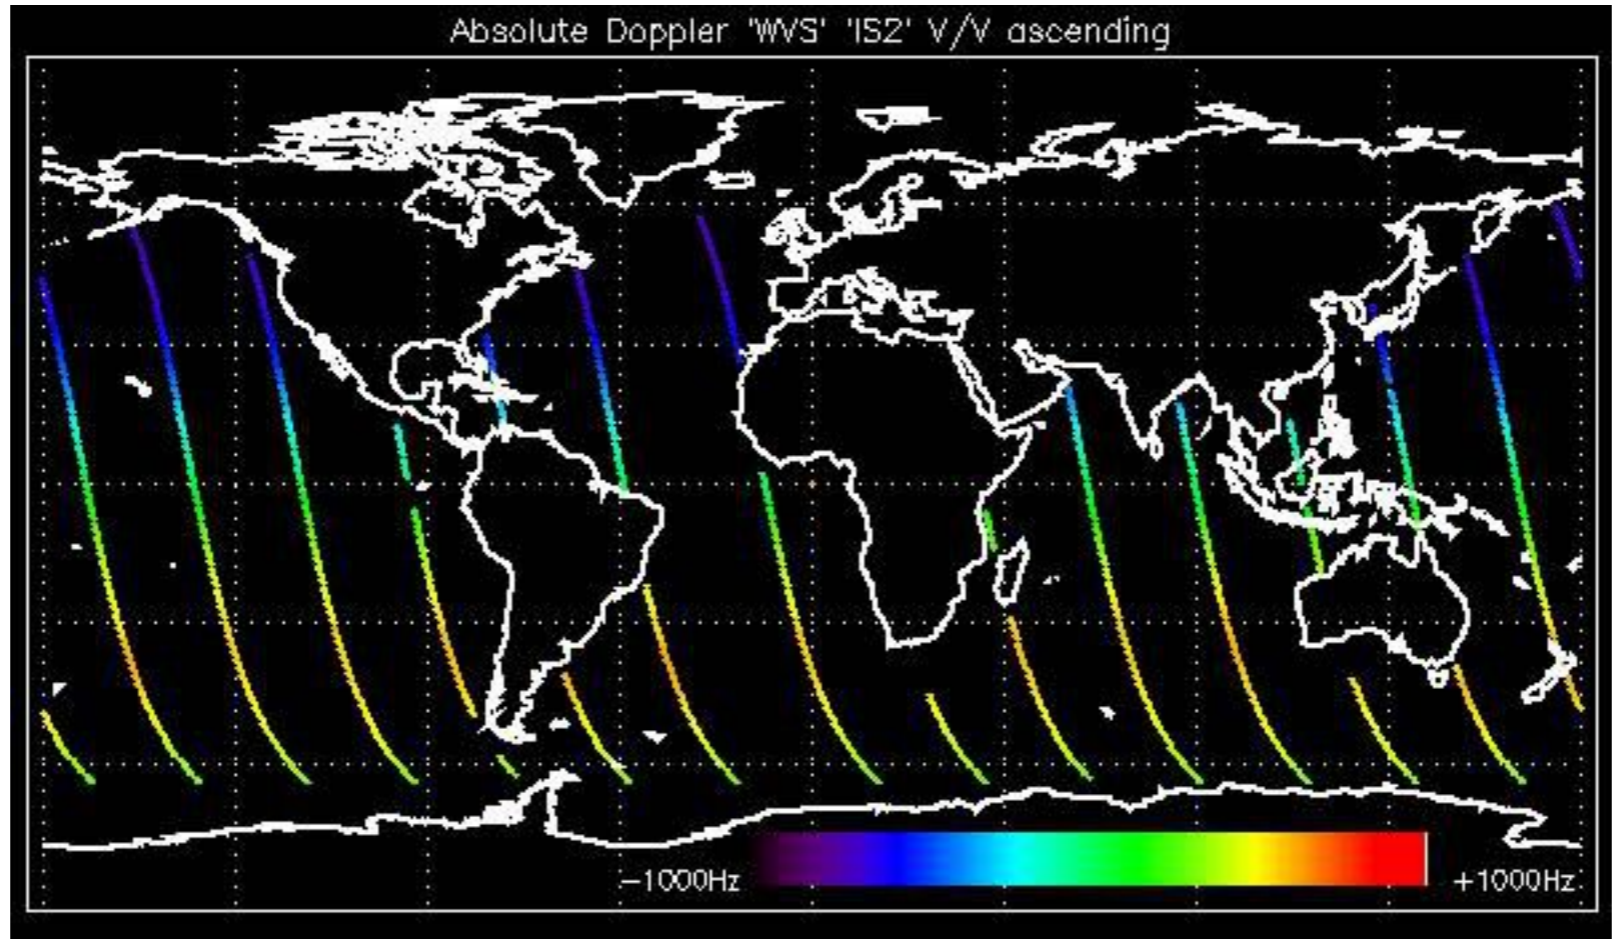 Absolute Doppler 'WVS' 'IS2' V/V ascending
−1000Hz +1000Hz